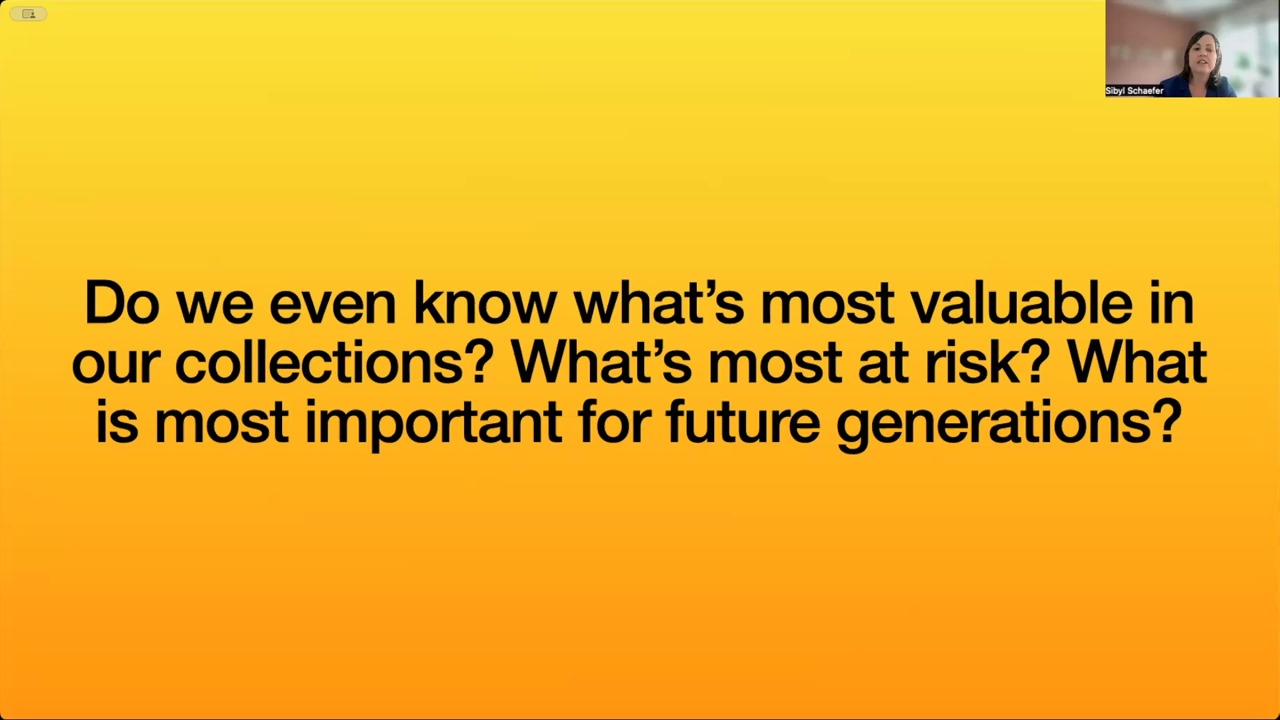 Sibyl Schaefer
Do we even know what’s most valuable in
our collections? What’s most at risk? What
is most important for future generations?